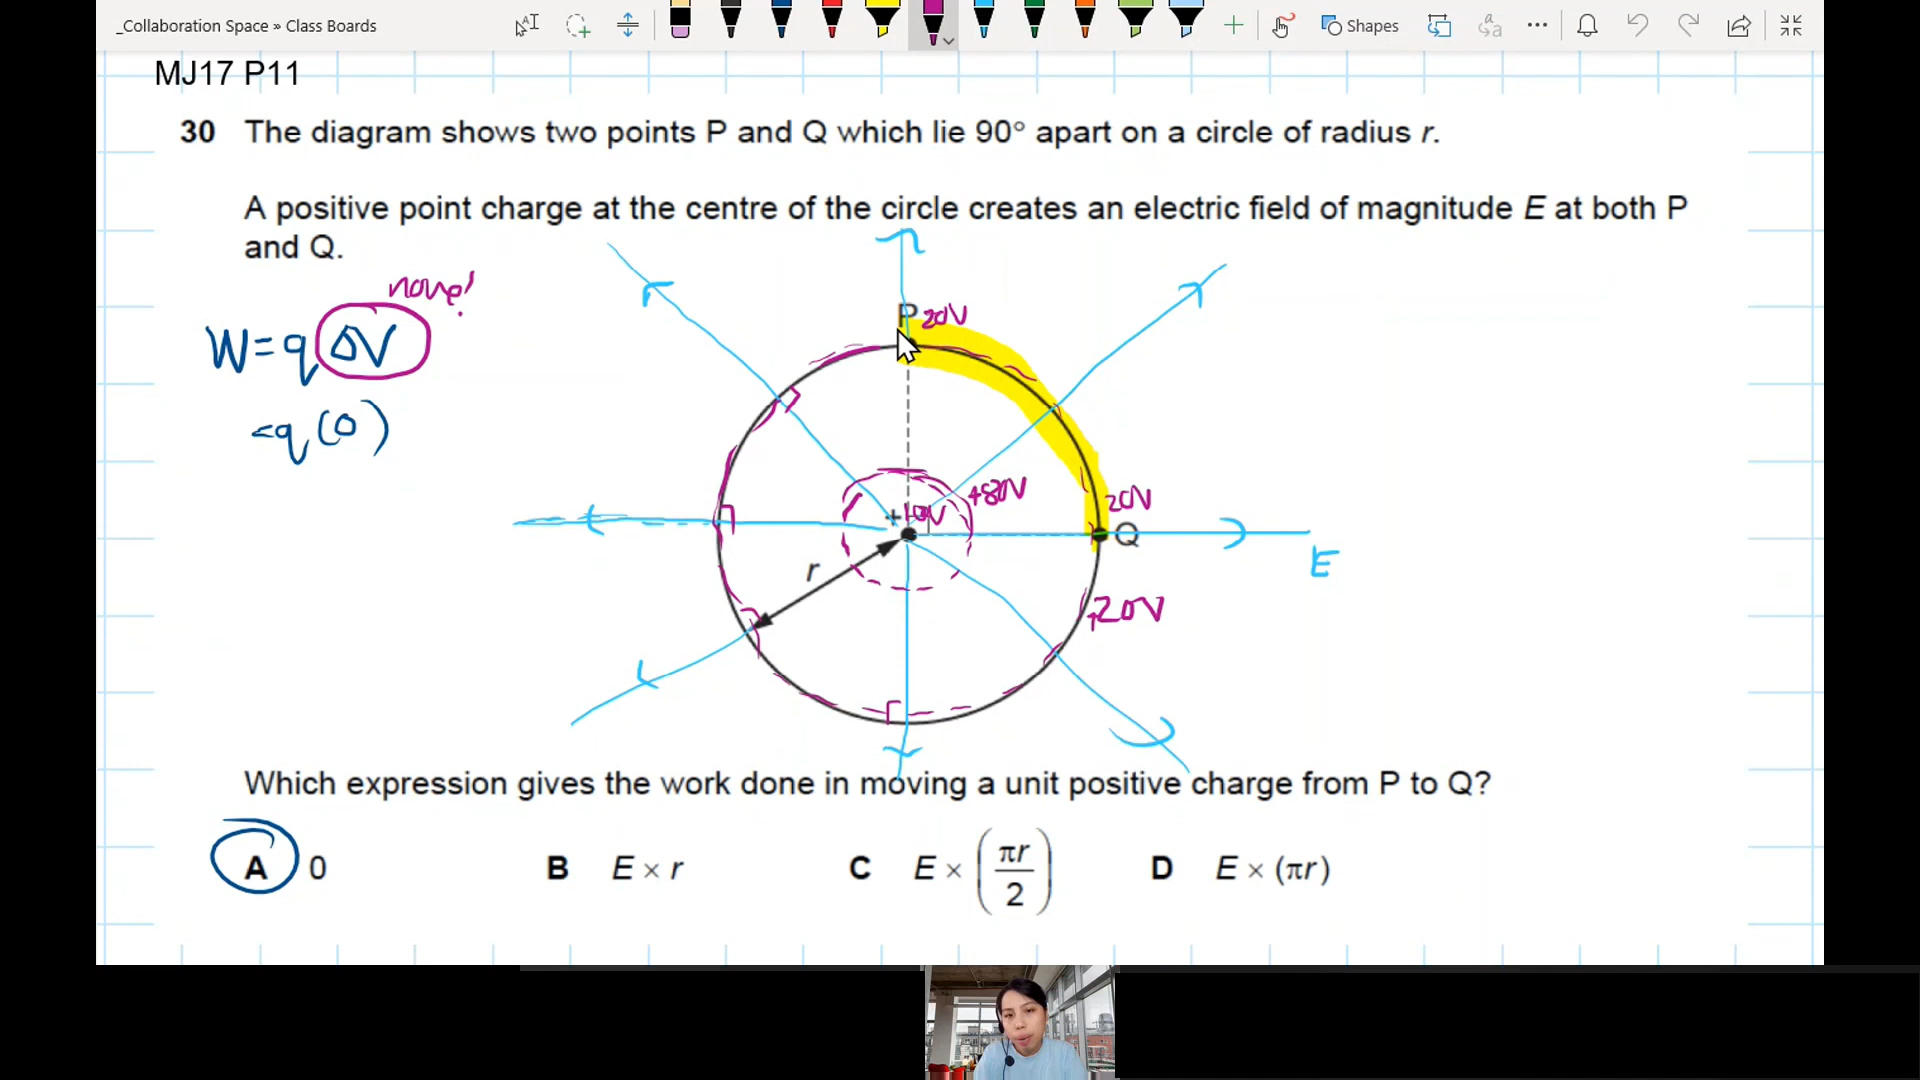 _Collaboration Space » Class Boards
Shapes
MJ17 P11
30 The diagram shows two points P and Q which lie 90° apart on a circle of radius r.
A positive point charge at the centre of the circle creates an electric field of magnitude E at both P
and Q.
none!
W=q ΔV
=q(0)
P 20V
+80V
20V
+
Q
E
r
+20V
Which expression gives the work done in moving a unit positive charge from P to Q?
A 0 B E × r C E × (πr/2) D E × (πr)